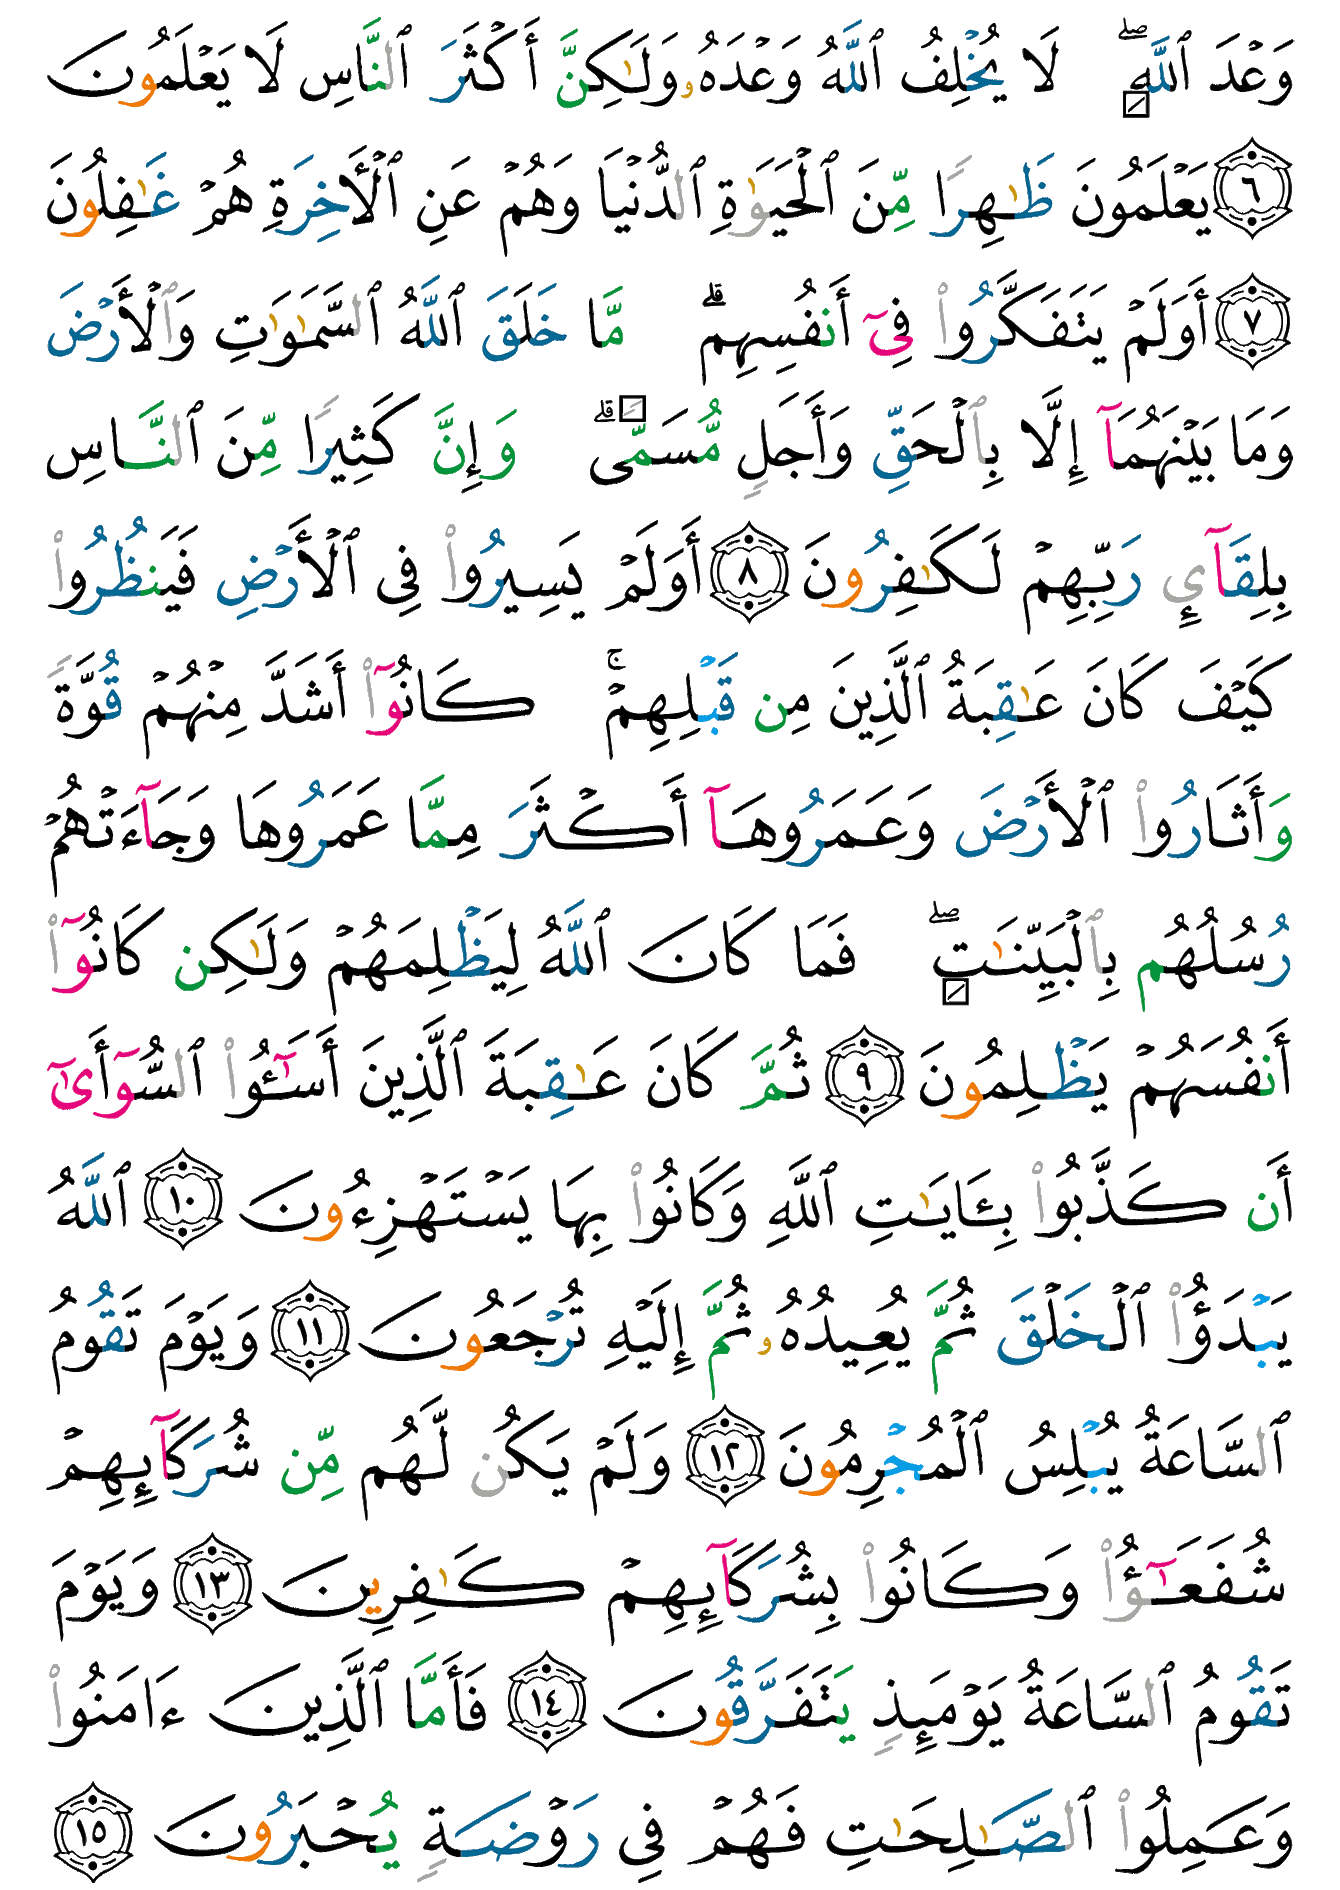 وَعْدَ ٱللَّهِ ۖ لَا يُخْلِفُ ٱللَّهُ وَعْدَهُۥ وَلَـٰكِنَّ أَكْثَرَ ٱلنَّاسِ لَا يَعْلَمُونَ
٦ يَعْلَمُونَ ظَـٰهِرًا مِّنَ ٱلْحَيَوٰةِ ٱلدُّنْيَا وَهُمْ عَنِ ٱلْأَخِرَةِ هُمْ غَـٰفِلُونَ
٧ أَوَلَمْ يَتَفَكَّرُوا۟ فِىٓ أَنفُسِهِم ۗ مَّا خَلَقَ ٱللَّهُ ٱلسَّمَـٰوَٰتِ وَٱلْأَرْضَ
وَمَا بَيْنَهُمَآ إِلَّا بِٱلْحَقِّ وَأَجَلٍ مُّسَمًّى ۗ وَإِنَّ كَثِيرًا مِّنَ ٱلنَّاسِ
بِلِقَآئِ رَبِّهِمْ لَكَـٰفِرُونَ ٨ أَوَلَمْ يَسِيرُوا۟ فِى ٱلْأَرْضِ فَيَنظُرُوا۟
كَيْفَ كَانَ عَـٰقِبَةُ ٱلَّذِينَ مِن قَبْلِهِمْ ۚ كَانُوٓا۟ أَشَدَّ مِنْهُمْ قُوَّةً
وَأَثَارُوا۟ ٱلْأَرْضَ وَعَمَرُوهَآ أَكْثَرَ مِمَّا عَمَرُوهَا وَجَآءَتْهُمْ
رُسُلُهُم بِٱلْبَيِّنَـٰتِ ۖ فَمَا كَانَ ٱللَّهُ لِيَظْلِمَهُمْ وَلَـٰكِن كَانُوٓا۟
أَنفُسَهُمْ يَظْلِمُونَ ٩ ثُمَّ كَانَ عَـٰقِبَةَ ٱلَّذِينَ أَسَـٰٓـُٔوا۟ ٱلسُّوٓأَىٰٓ
أَن كَذَّبُوا۟ بِـَٔايَـٰتِ ٱللَّهِ وَكَانُوا۟ بِهَا يَسْتَهْزِءُونَ ١٠ ٱللَّهُ
يَبْدَؤُا۟ ٱلْخَلْقَ ثُمَّ يُعِيدُهُۥ ثُمَّ إِلَيْهِ تُرْجَعُونَ ١١ وَيَوْمَ تَقُومُ
ٱلسَّاعَةُ يُبْلِسُ ٱلْمُجْرِمُونَ ١٢ وَلَمْ يَكُن لَّهُم مِّن شُرَكَآئِهِمْ
شُفَعَـٰٓؤُا۟ وَكَانُوا۟ بِشُرَكَآئِهِمْ كَـٰفِرِينَ ١٣ وَيَوْمَ
تَقُومُ ٱلسَّاعَةُ يَوْمَئِذٍ يَتَفَرَّقُونَ ١٤ فَأَمَّا ٱلَّذِينَ ءَامَنُوا۟
وَعَمِلُوا۟ ٱلصَّـٰلِحَـٰتِ فَهُمْ فِى رَوْضَةٍ يُحْبَرُونَ ١٥